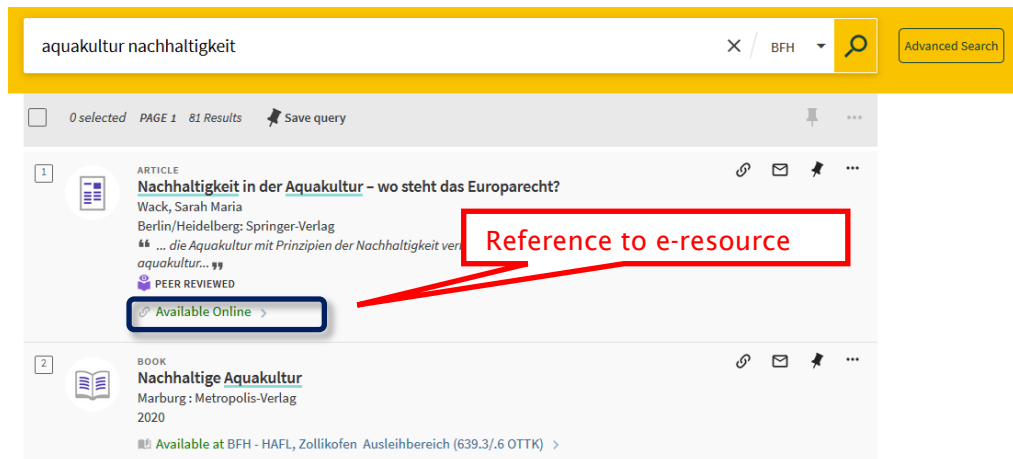 aquakultur nachhaltigkeit
BFH
Advanced Search
0 selected PAGE 1 81 Results Save query
1
ARTICLE
Nachhaltigkeit in der Aquakultur – wo steht das Europarecht?
Wack, Sarah Maria
Berlin/Heidelberg: Springer-Verlag
Reference to e-resource
❝ ... die Aquakultur mit Prinzipien der Nachhaltigkeit
aquakultur... ❞
PEER REVIEWED
Available Online >
2
BOOK
Nachhaltige Aquakultur
Marburg : Metropolis-Verlag
2020
Available at BFH - HAFL, Zollikofen Ausleihbereich (639.3/.6 OTTK) >